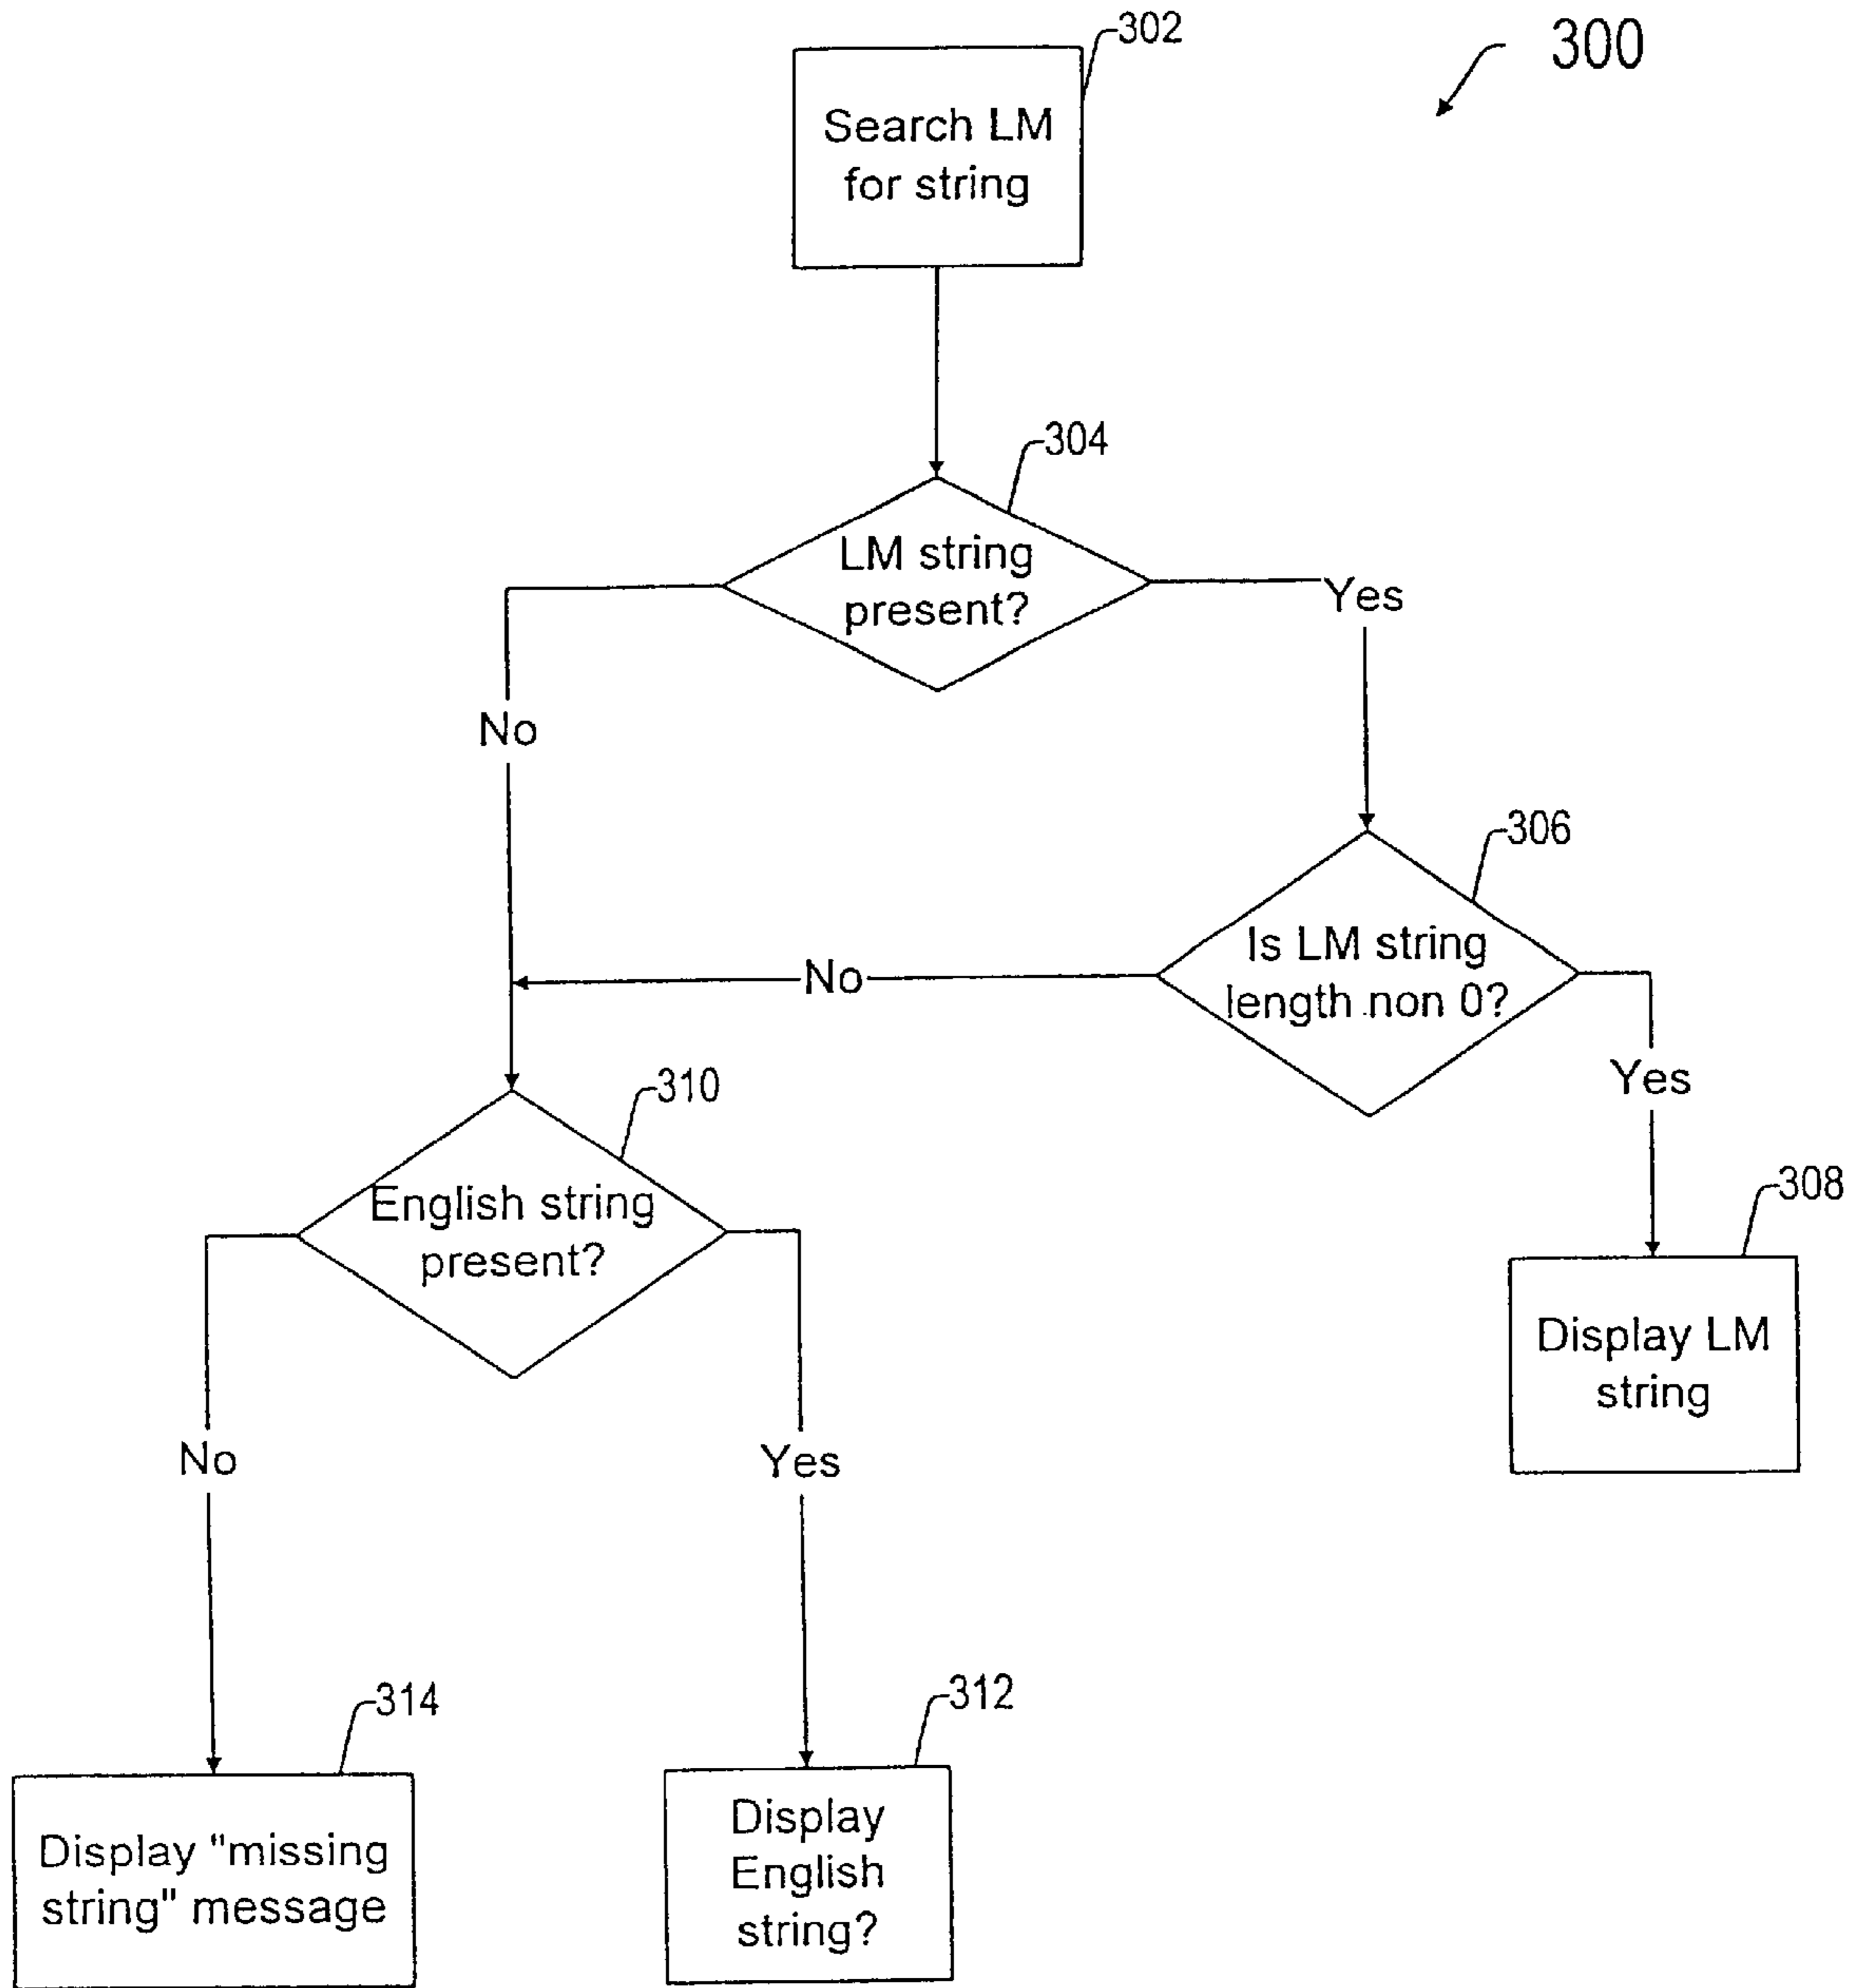 302
300
Search LM
for string
304
LM string
present?
Yes
No
306
Is LM string
length non 0?
No
Yes
310
English string
present?
308
Display LM
string
No
Yes
314
312
Display "missing
string" message
Display
English
string?